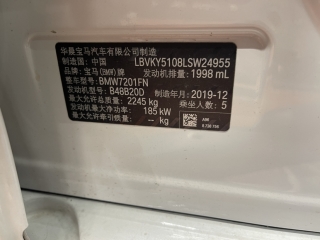 华晨宝马汽车有限公司制造
制造国：中国 LBVKY5108LSW24955
品牌：宝马(BMW)牌 发动机排量：1998 mL
整车型号：BMW7201FN
发动机型号：B48B20D 制造年月：2019-12
最大允许总质量：2245 kg 乘坐人数：5
发动机最大净功率：185 kW
最大允许牵引质量：-- kg